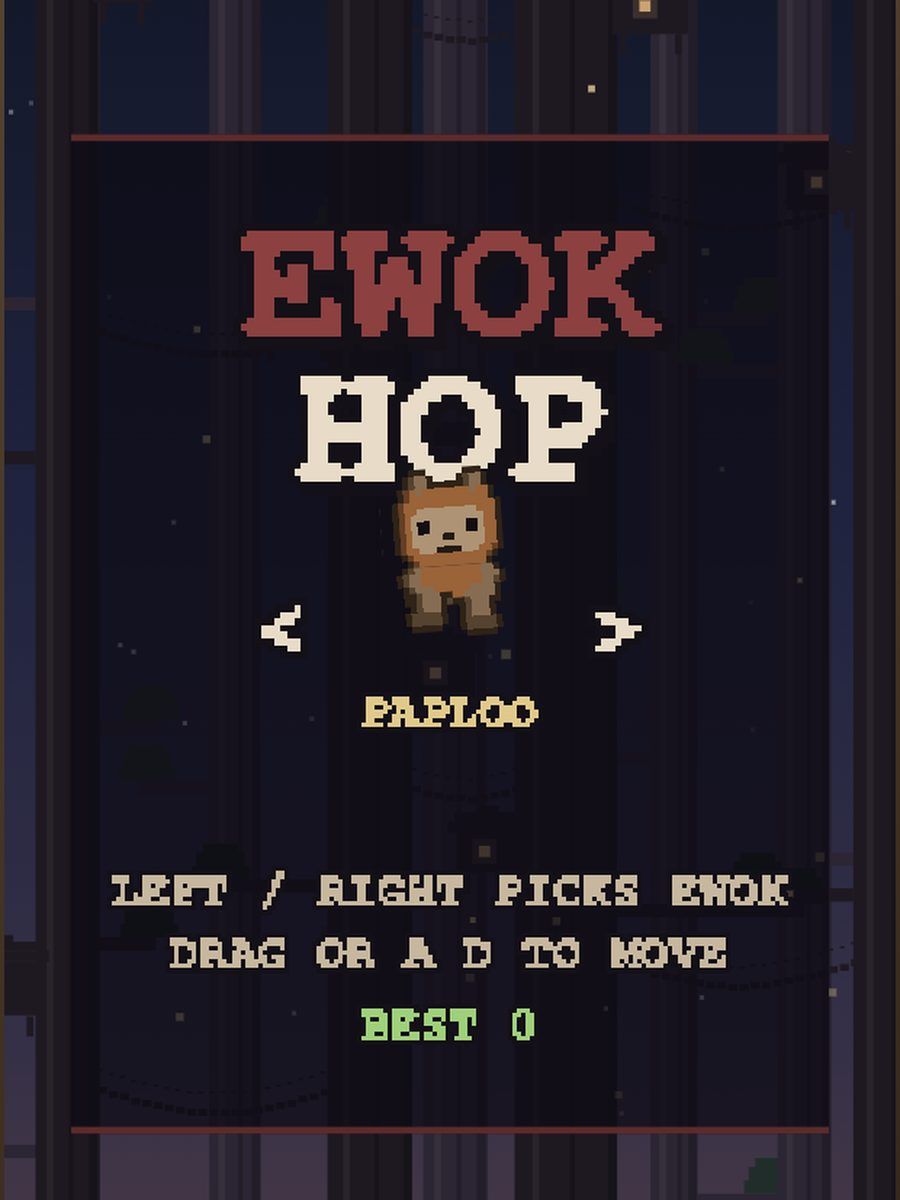 EWOK
HOP
< >
PAPLOO
LEFT / RIGHT PICKS EWOK
DRAG OR A D TO MOVE
BEST 0